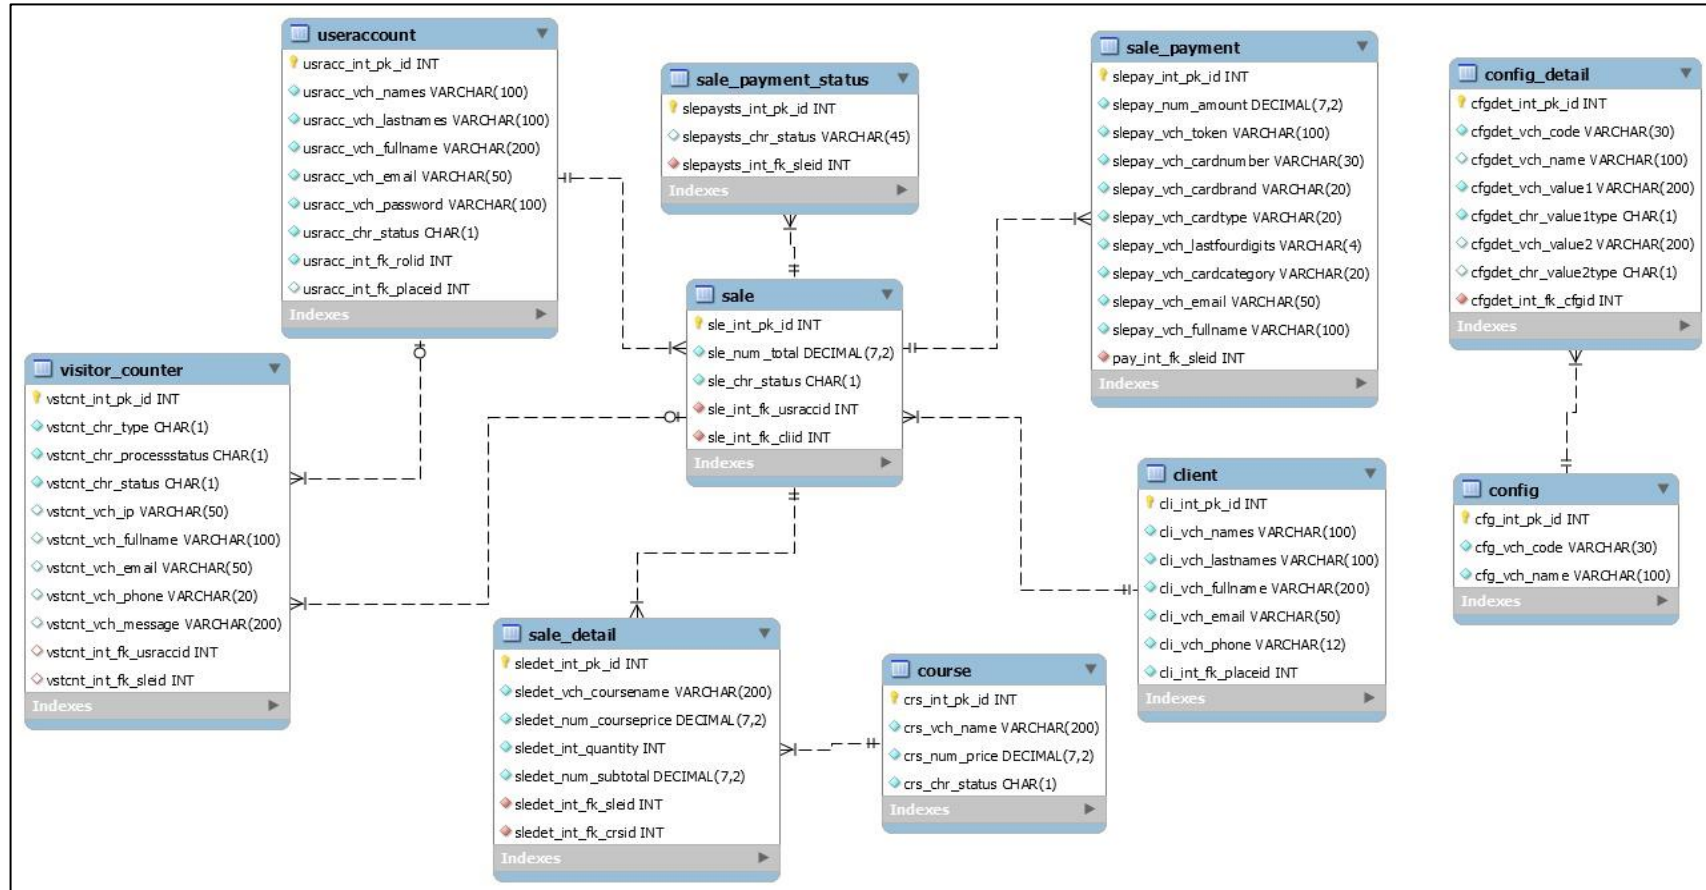 useraccount
usracc_int_pk_id INT
usracc_vch_names VARCHAR(100)
usracc_vch_lastnames VARCHAR(100)
usracc_vch_fullname VARCHAR(200)
usracc_vch_email VARCHAR(50)
usracc_vch_password VARCHAR(100)
usracc_chr_status CHAR(1)
usracc_int_fk_rolid INT
usracc_int_fk_placeid INT
Indexes
sale_payment_status
slepaysts_int_pk_id INT
slepaysts_chr_status VARCHAR(45)
slepaysts_int_fk_sleid INT
Indexes
sale_payment
slepay_int_pk_id INT
slepay_num_amount DECIMAL(7,2)
slepay_vch_token VARCHAR(100)
slepay_vch_cardnumber VARCHAR(30)
slepay_vch_cardbrand VARCHAR(20)
slepay_vch_cardtype VARCHAR(20)
slepay_vch_lastfourdigits VARCHAR(4)
slepay_vch_cardcategory VARCHAR(20)
slepay_vch_email VARCHAR(50)
slepay_vch_fullname VARCHAR(100)
pay_int_fk_sleid INT
Indexes
config_detail
cfgdet_int_pk_id INT
cfgdet_vch_code VARCHAR(30)
cfgdet_vch_name VARCHAR(100)
cfgdet_vch_value1 VARCHAR(200)
cfgdet_chr_value1type CHAR(1)
cfgdet_vch_value2 VARCHAR(200)
cfgdet_chr_value2type CHAR(1)
cfgdet_int_fk_cfgid INT
Indexes
visitor_counter
vstcnt_int_pk_id INT
vstcnt_chr_type CHAR(1)
vstcnt_chr_processstatus CHAR(1)
vstcnt_chr_status CHAR(1)
vstcnt_vch_ip VARCHAR(50)
vstcnt_vch_fullname VARCHAR(100)
vstcnt_vch_email VARCHAR(50)
vstcnt_vch_phone VARCHAR(20)
vstcnt_vch_message VARCHAR(200)
vstcnt_int_fk_usraccid INT
vstcnt_int_fk_sleid INT
Indexes
sale
sle_int_pk_id INT
sle_num_total DECIMAL(7,2)
sle_chr_status CHAR(1)
sle_int_fk_usraccid INT
sle_int_fk_cliid INT
Indexes
client
cli_int_pk_id INT
cli_vch_names VARCHAR(100)
cli_vch_lastnames VARCHAR(100)
cli_vch_fullname VARCHAR(200)
cli_vch_email VARCHAR(50)
cli_vch_phone VARCHAR(12)
cli_int_fk_placeid INT
Indexes
config
cfg_int_pk_id INT
cfg_vch_code VARCHAR(30)
cfg_vch_name VARCHAR(100)
Indexes
sale_detail
sledet_int_pk_id INT
sledet_vch_coursename VARCHAR(200)
sledet_num_courseprice DECIMAL(7,2)
sledet_int_quantity INT
sledet_num_subtotal DECIMAL(7,2)
sledet_int_fk_sleid INT
sledet_int_fk_crsid INT
Indexes
course
crs_int_pk_id INT
crs_vch_name VARCHAR(200)
crs_num_price DECIMAL(7,2)
crs_chr_status CHAR(1)
Indexes